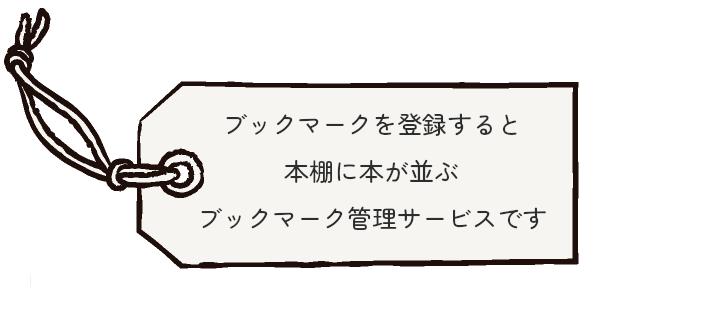 ブックマークを登録すると
本棚に本が並ぶ
ブックマーク管理サービスです